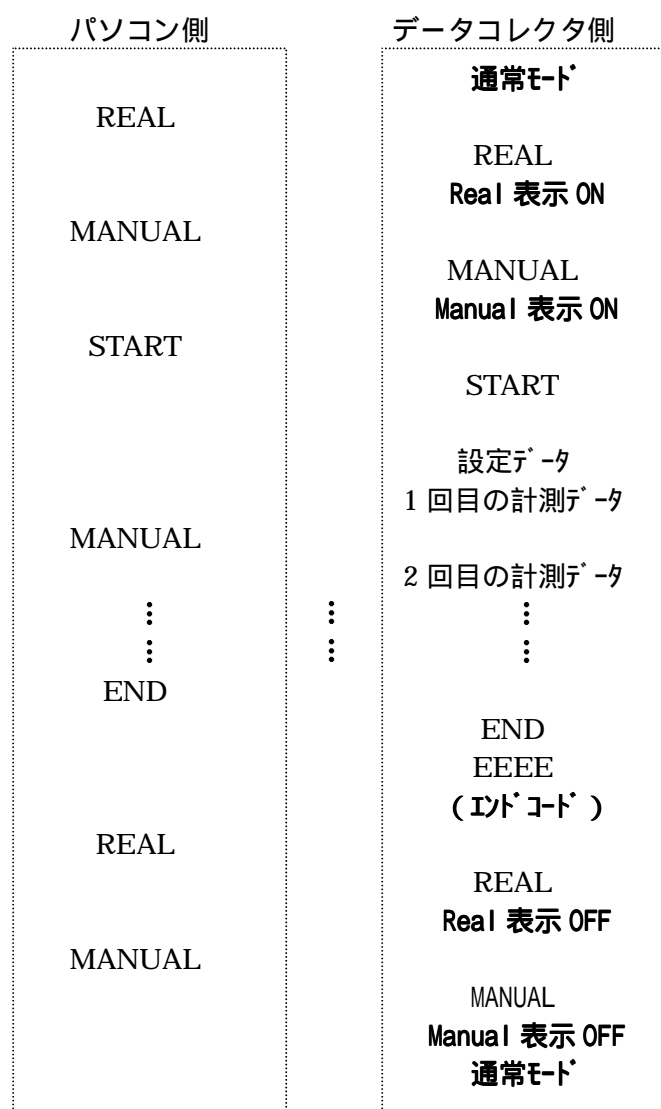 パソコン側 データコレクタ側
通常ﾓｰﾄﾞ
REAL
REAL
Real 表示 ON
MANUAL
MANUAL
Manual 表示 ON
START
START
設定ﾃﾞｰﾀ
1 回目の計測ﾃﾞｰﾀ
MANUAL
2 回目の計測ﾃﾞｰﾀ
END
END
EEEE
(ｴﾝﾄﾞｺｰﾄﾞ)
REAL
REAL
Real 表示 OFF
MANUAL
MANUAL
Manual 表示 OFF
通常ﾓｰﾄﾞ